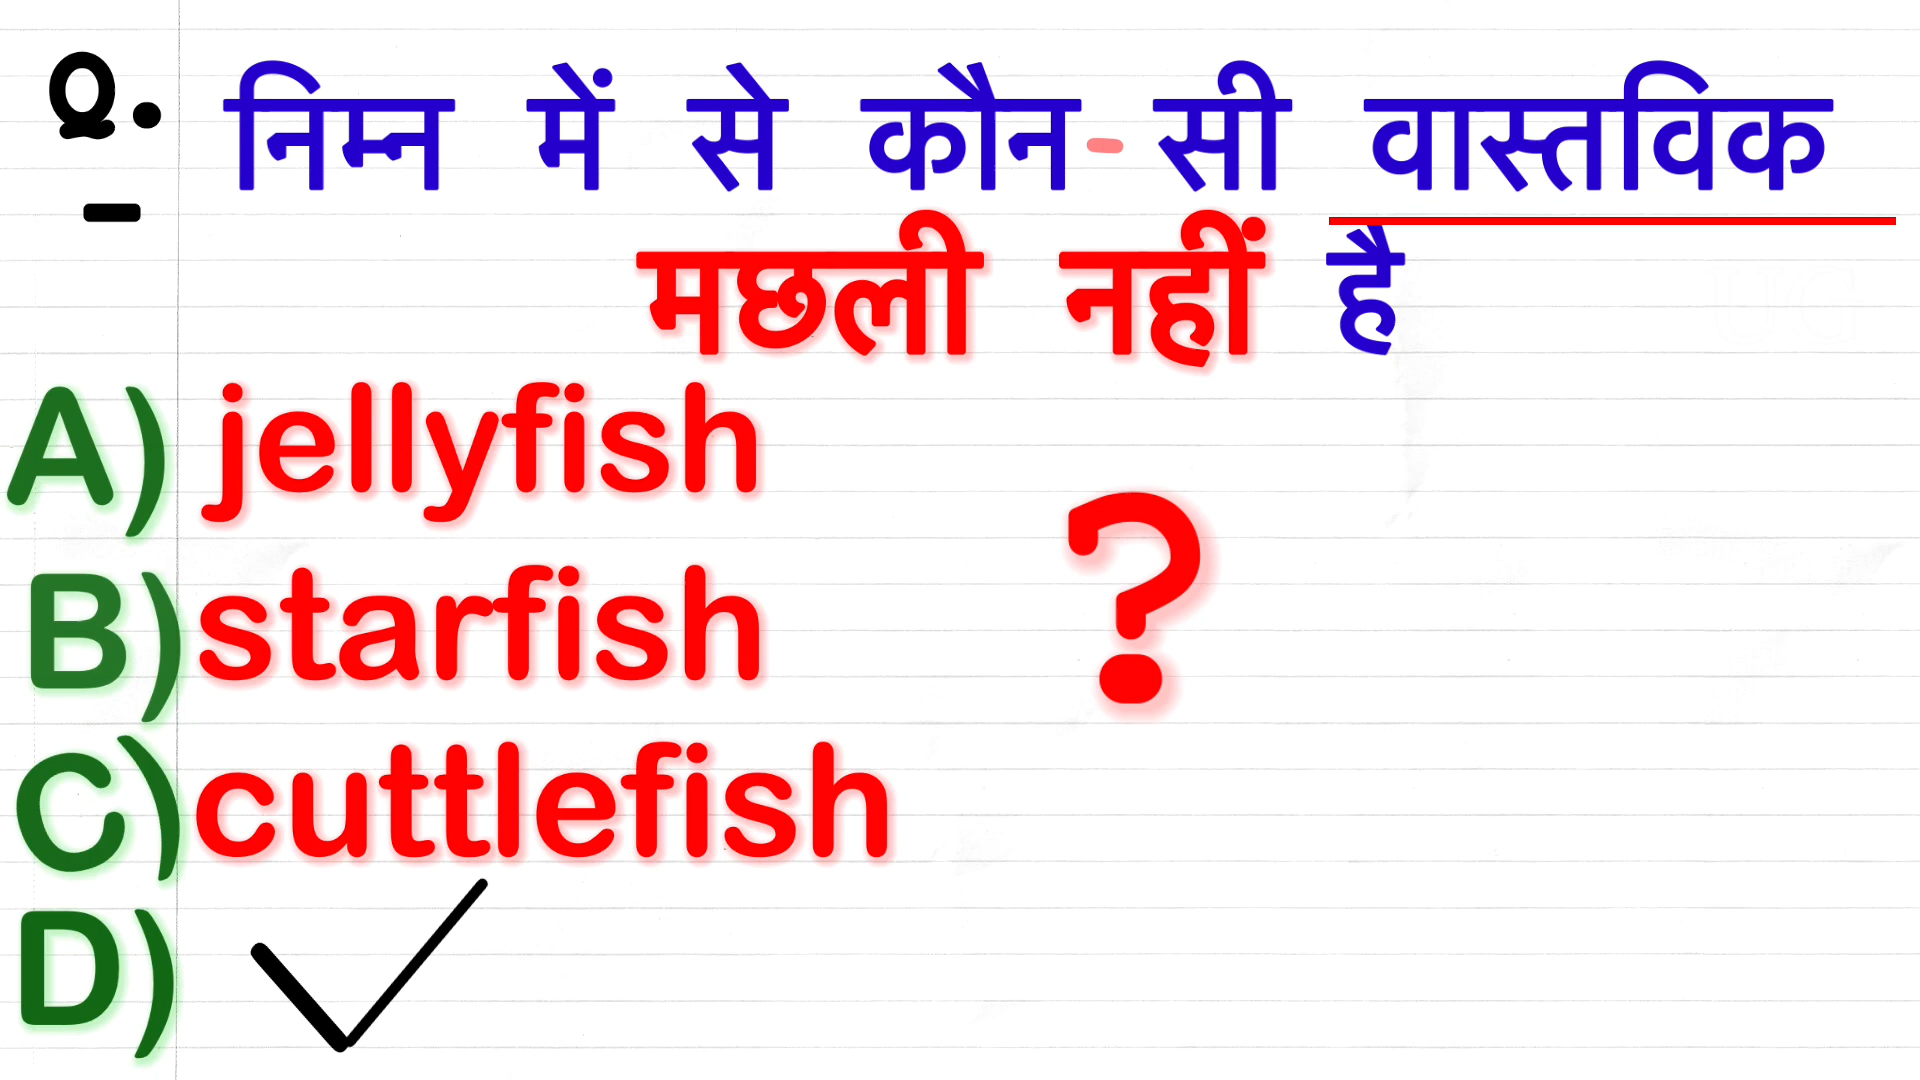 Q. निम्न में से कौन - सी वास्तविक
- मछली नहीं है
A) jellyfish
B) starfish
?
C) cuttlefish
D) ✓